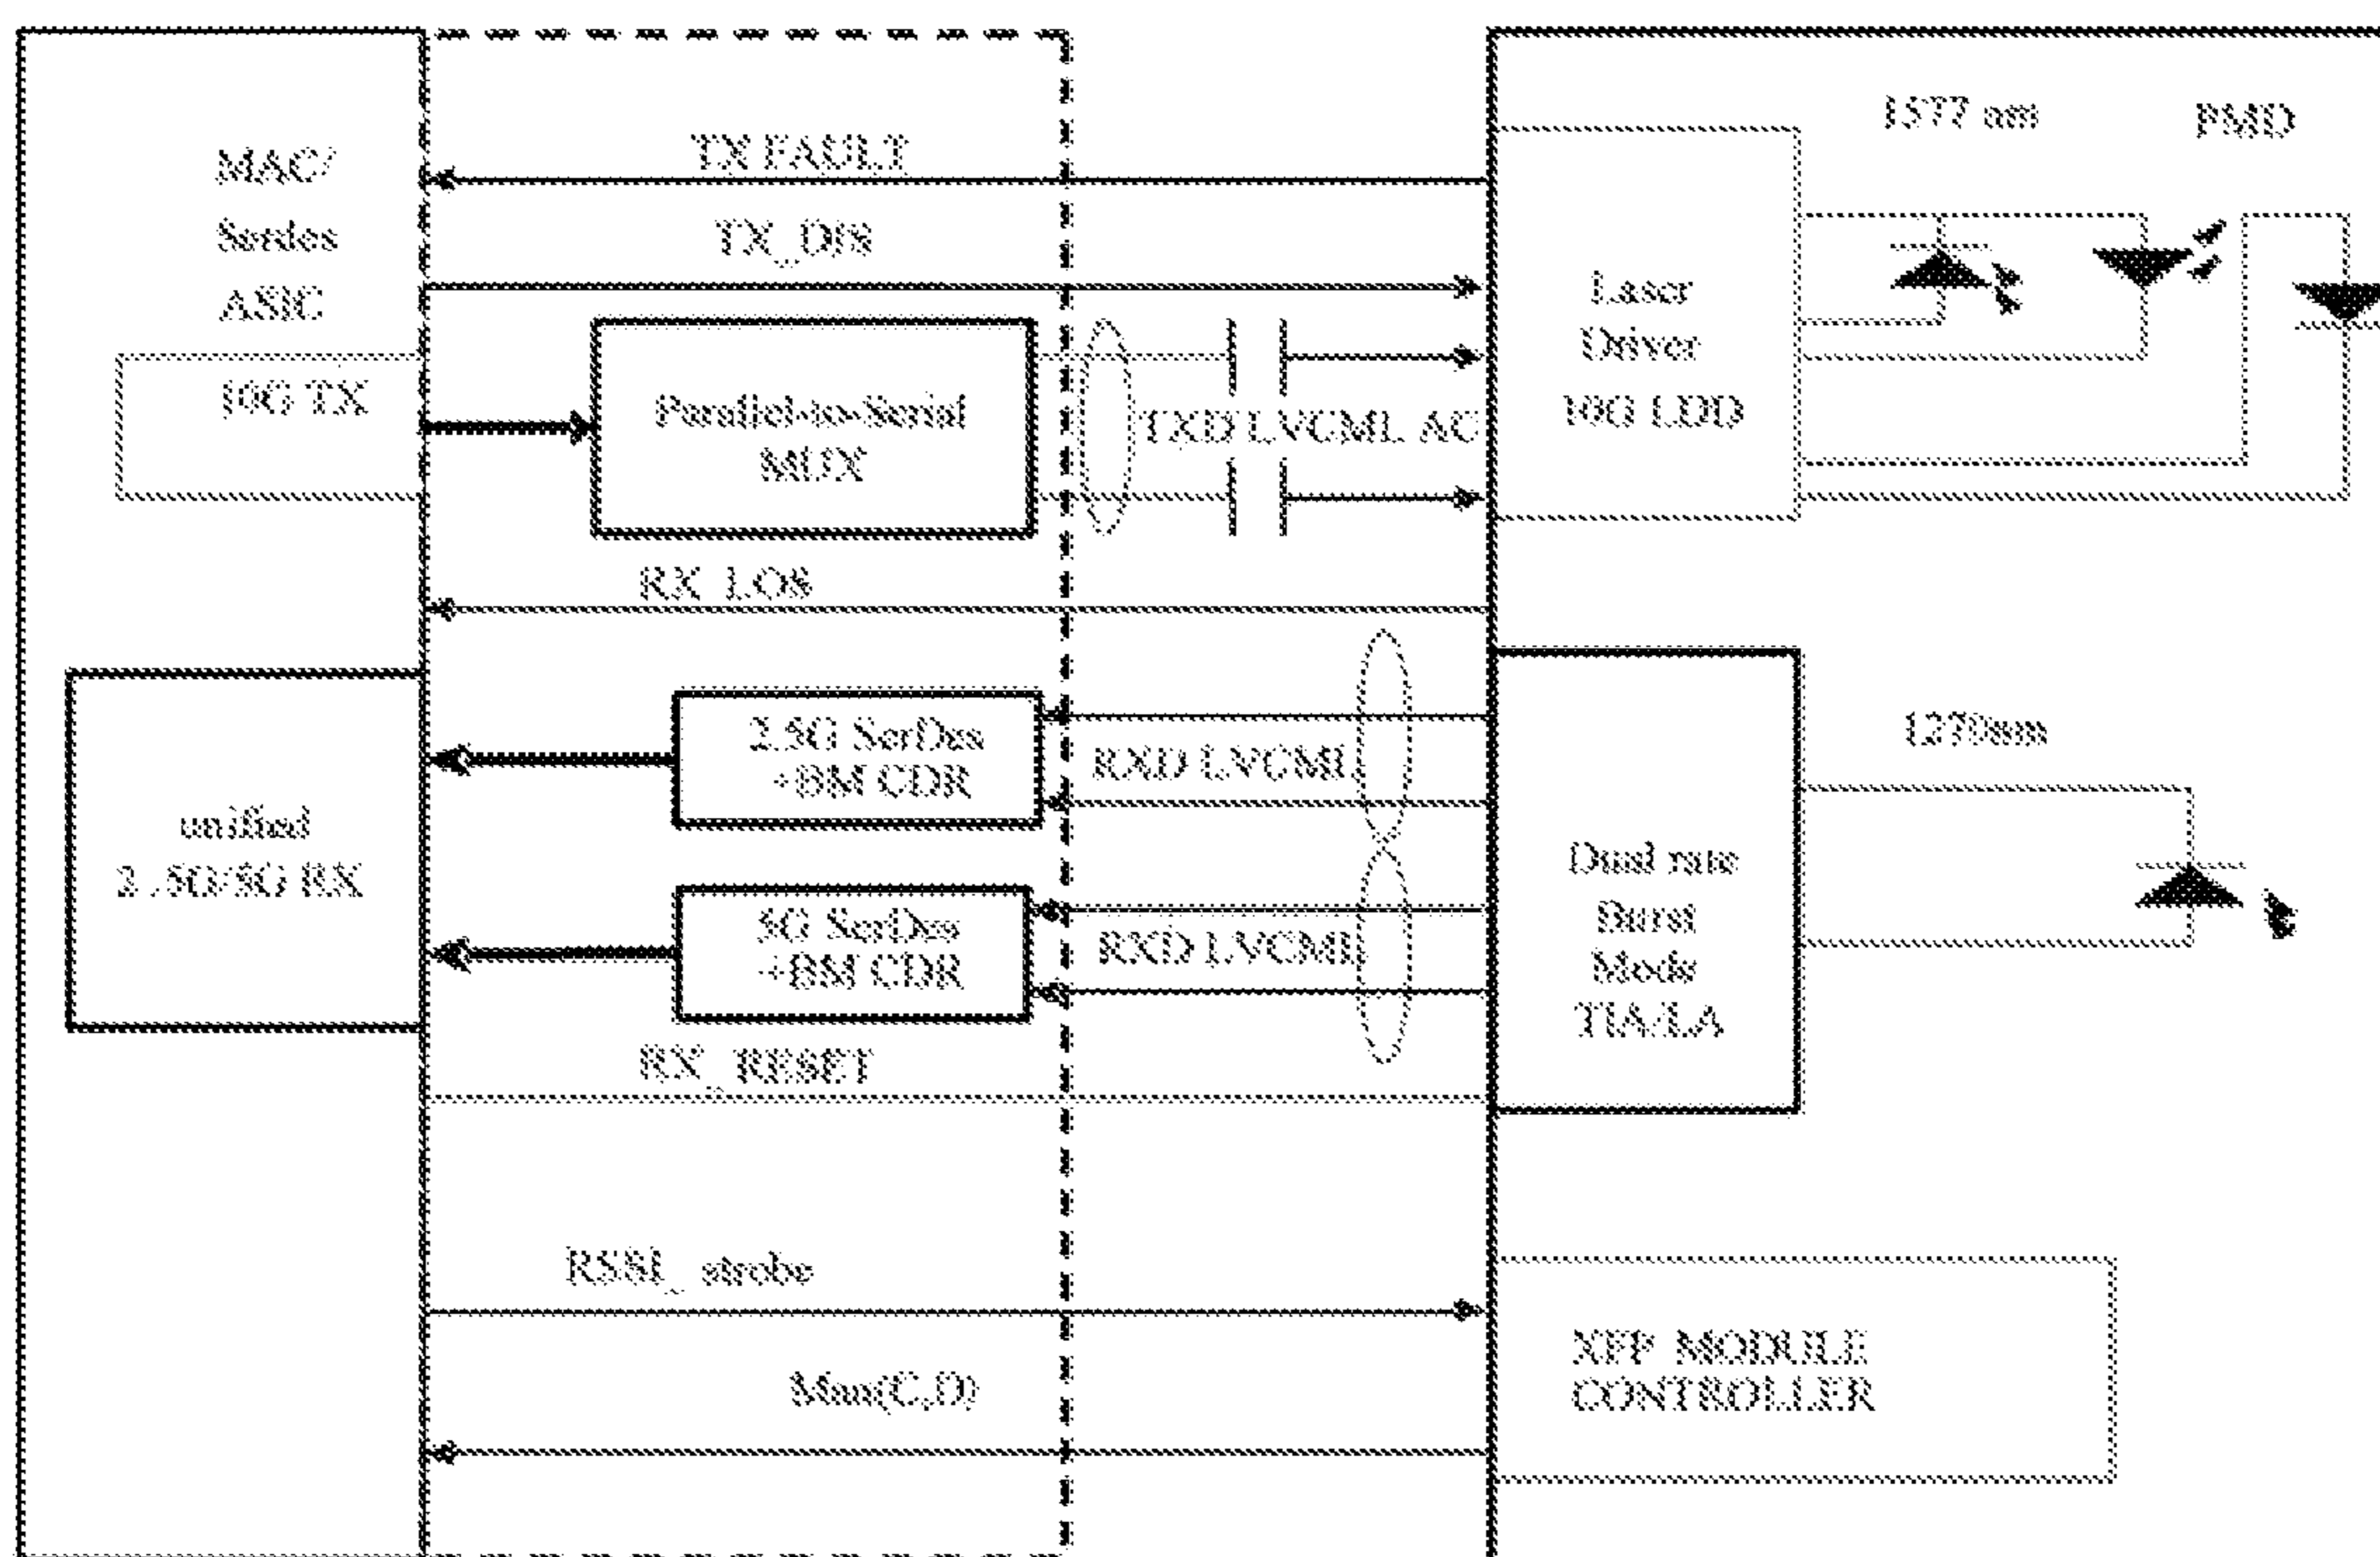 MAC/
Serdes
ASIC
10G TX
unified
2.5G/5G RX
TX FAULT
TX_DIS
Parallel-to-Serial
MUX
TXD LVCML AC
RX_LOS
2.5G SerDes
+BM CDR
RXD LVCML
5G SerDes
+BM CDR
RXD LVCML
RX_RESET
RSSI_strobe
Man(C,D)
1577 nm
PMD
Laser
Driver
10G LDD
1270nm
Dual rate
Burst
Mode
TIA/LA
XFP MODULE
CONTROLLER